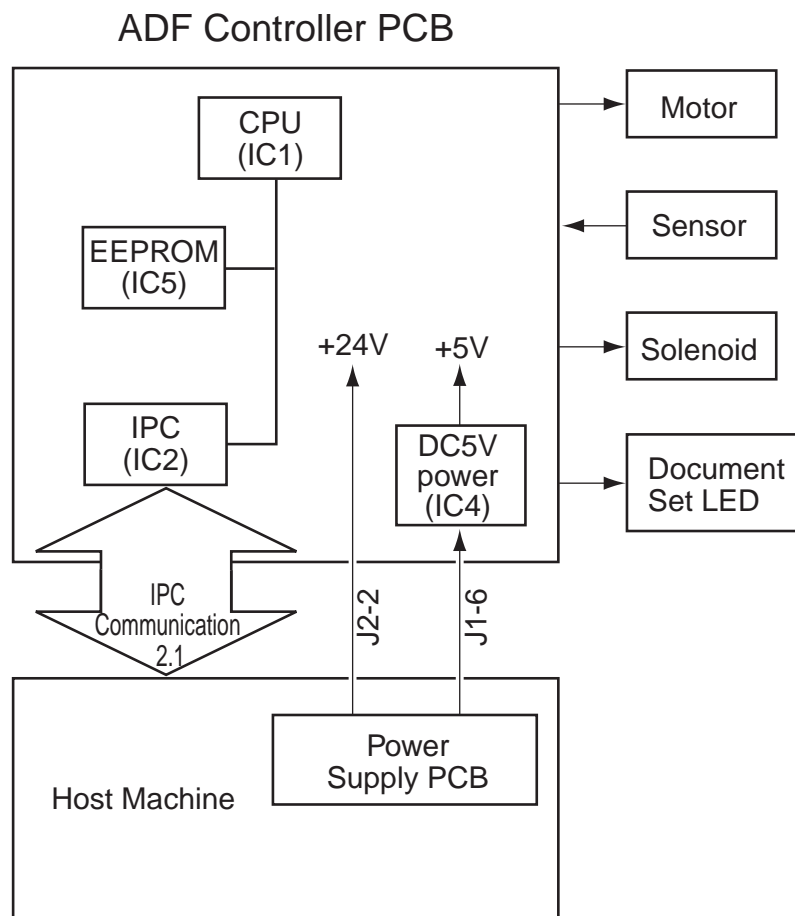 ADF Controller PCB
CPU
(IC1)
EEPROM
(IC5)
IPC
(IC2)
+24V
+5V
DC5V
power
(IC4)
Motor
Sensor
Solenoid
Document
Set LED
IPC
Communication
2.1
J2-2
J1-6
Power
Supply PCB
Host Machine